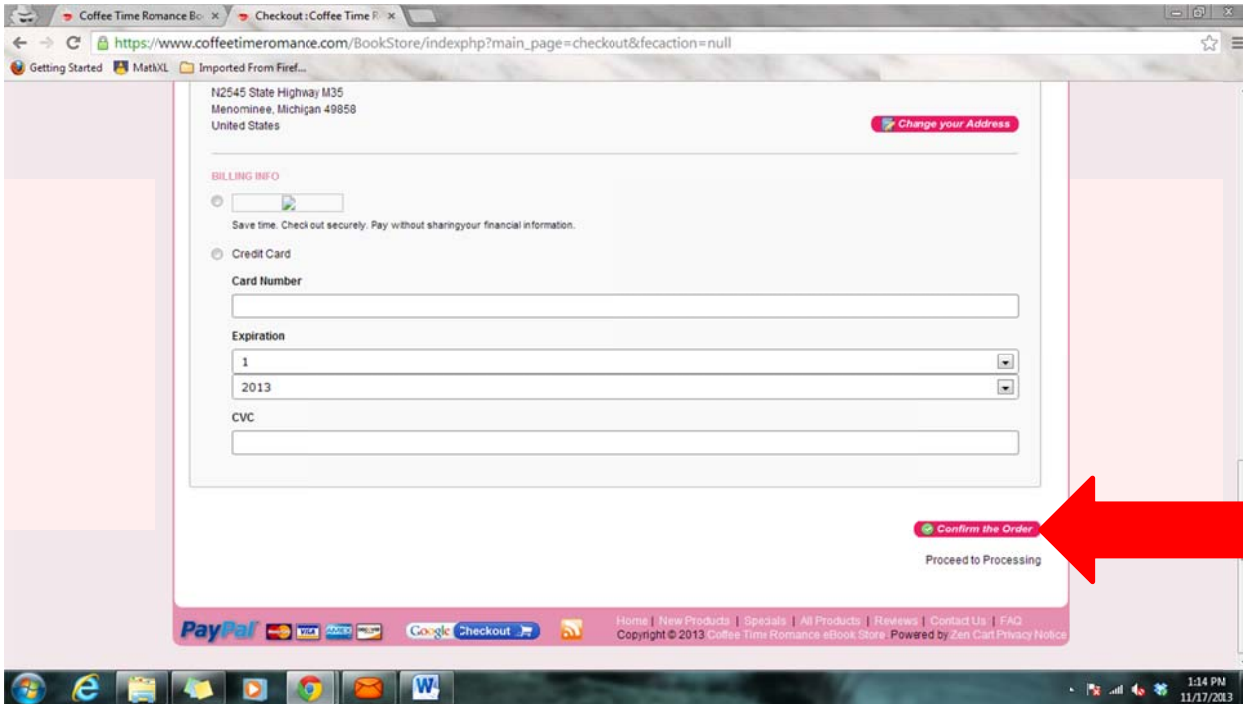 Coffee Time Romance Bo
Checkout : Coffee Time R
https://www.coffeetimeromance.com/BookStore/indexphp?main_page=checkout&fecaction=null
Getting Started MathXL Imported From Firef...
N2545 State Highway M35
Menominee, Michigan 49858
United States
Change your Address
BILLING INFO
Save time. Check out securely. Pay without sharingyour financial information.
Credit Card
Card Number
Expiration
1
2013
CVC
Confirm the Order
Proceed to Processing
PayPal VISA Google Checkout
Home | New Products | Specials | All Products | Reviews | Contact Us | FAQ
Copyright © 2013 Coffee Time Romance eBook Store. Powered by Zen Cart Privacy Notice
1:14 PM
11/17/2013